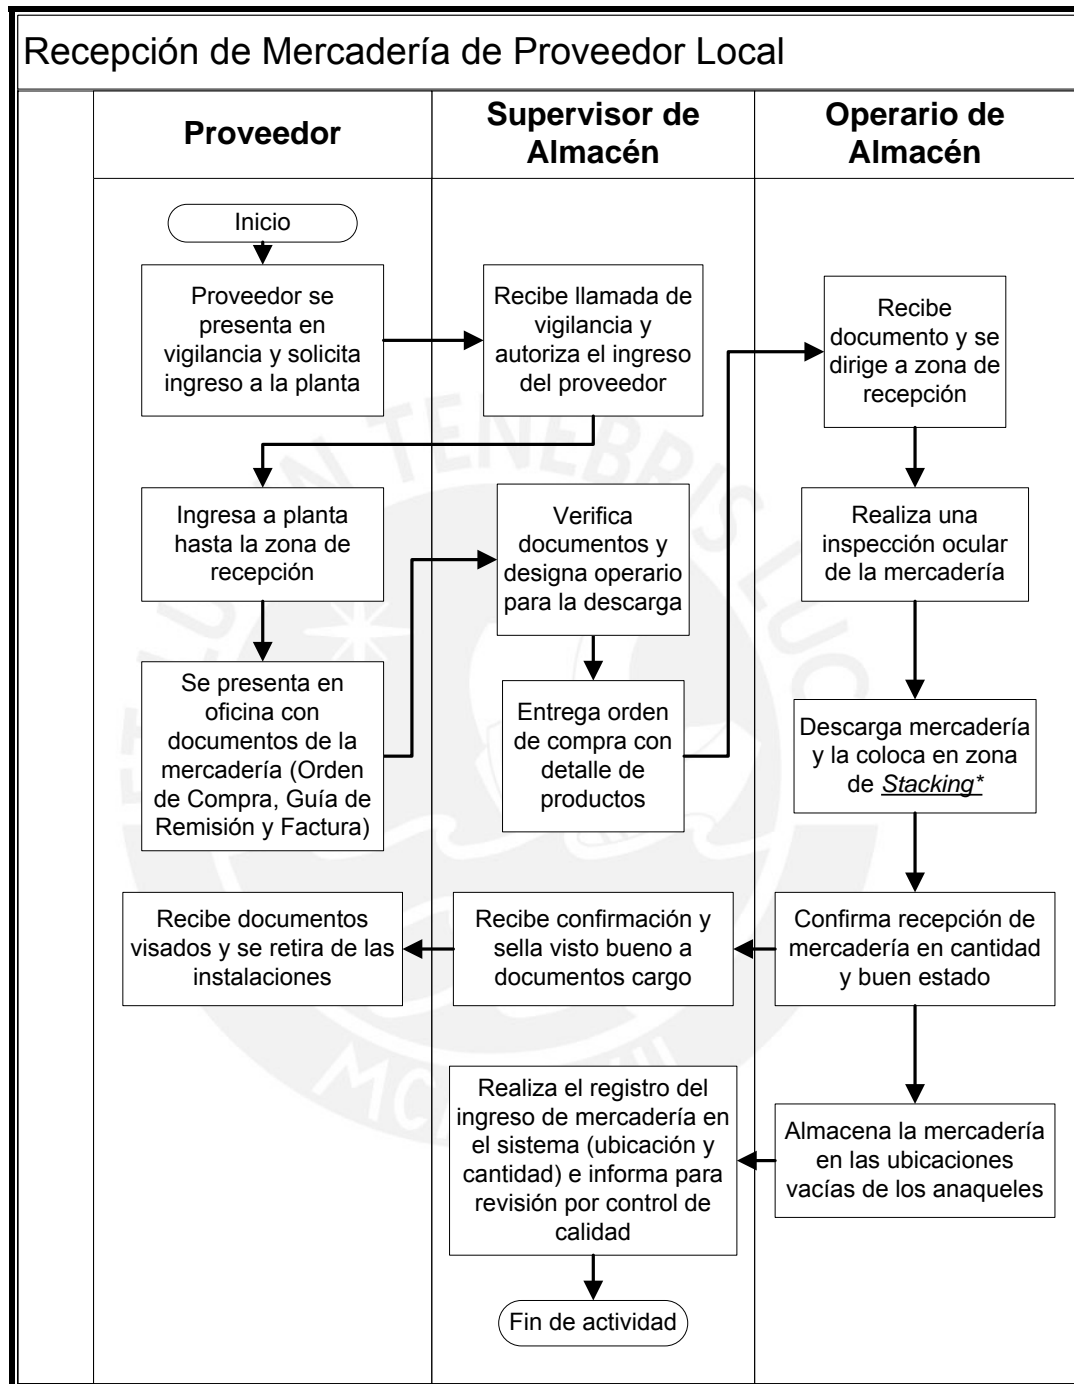 Recepción de Mercadería de Proveedor Local
Proveedor
Supervisor de
Almacén
Operario de
Almacén
Inicio
Proveedor se
presenta en
vigilancia y solicita
ingreso a la planta
Recibe llamada de
vigilancia y
autoriza el ingreso
del proveedor
Recibe
documento y se
dirige a zona de
recepción
Ingresa a planta
hasta la zona de
recepción
Verifica
documentos y
designa operario
para la descarga
Realiza una
inspección ocular
de la mercadería
Se presenta en
oficina con
documentos de la
mercadería (Orden
de Compra, Guía de
Remisión y Factura)
Entrega orden
de compra con
detalle de
productos
Descarga mercadería
y la coloca en zona
de Stacking*
Recibe documentos
visados y se retira de las
instalaciones
Recibe confirmación y
sella visto bueno a
documentos cargo
Confirma recepción de
mercadería en cantidad
y buen estado
Realiza el registro del
ingreso de mercadería en
el sistema (ubicación y
cantidad) e informa para
revisión por control de
calidad
Almacena la mercadería
en las ubicaciones
vacías de los anaqueles
Fin de actividad
TENEBRIS